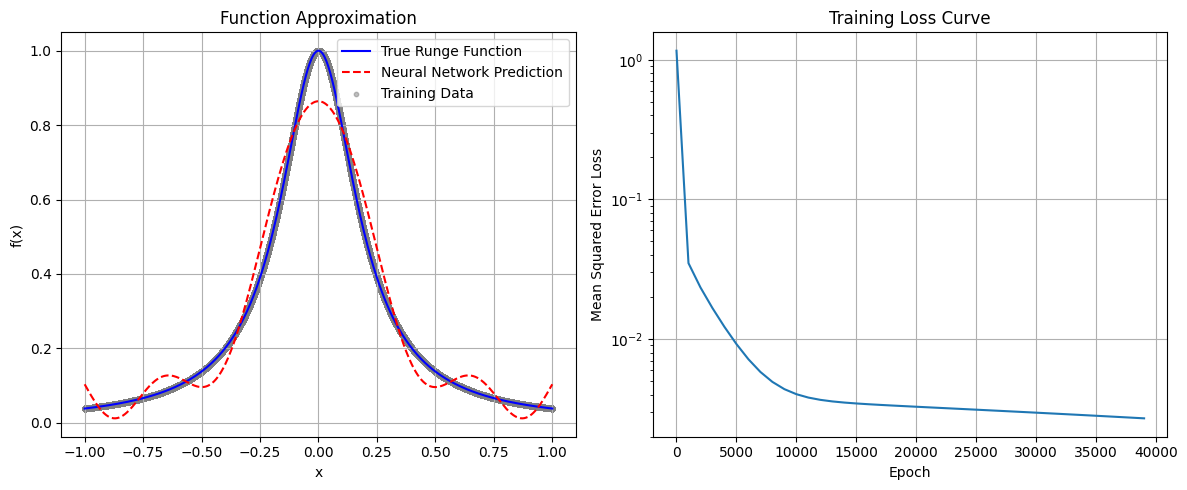 Function Approximation
True Runge Function
Neural Network Prediction
Training Data
f(x)
1.0
0.8
0.6
0.4
0.2
0.0
−1.00 −0.75 −0.50 −0.25 0.00 0.25 0.50 0.75 1.00
x
Training Loss Curve
Mean Squared Error Loss
10⁰
10⁻¹
10⁻²
0 5000 10000 15000 20000 25000 30000 35000 40000
Epoch